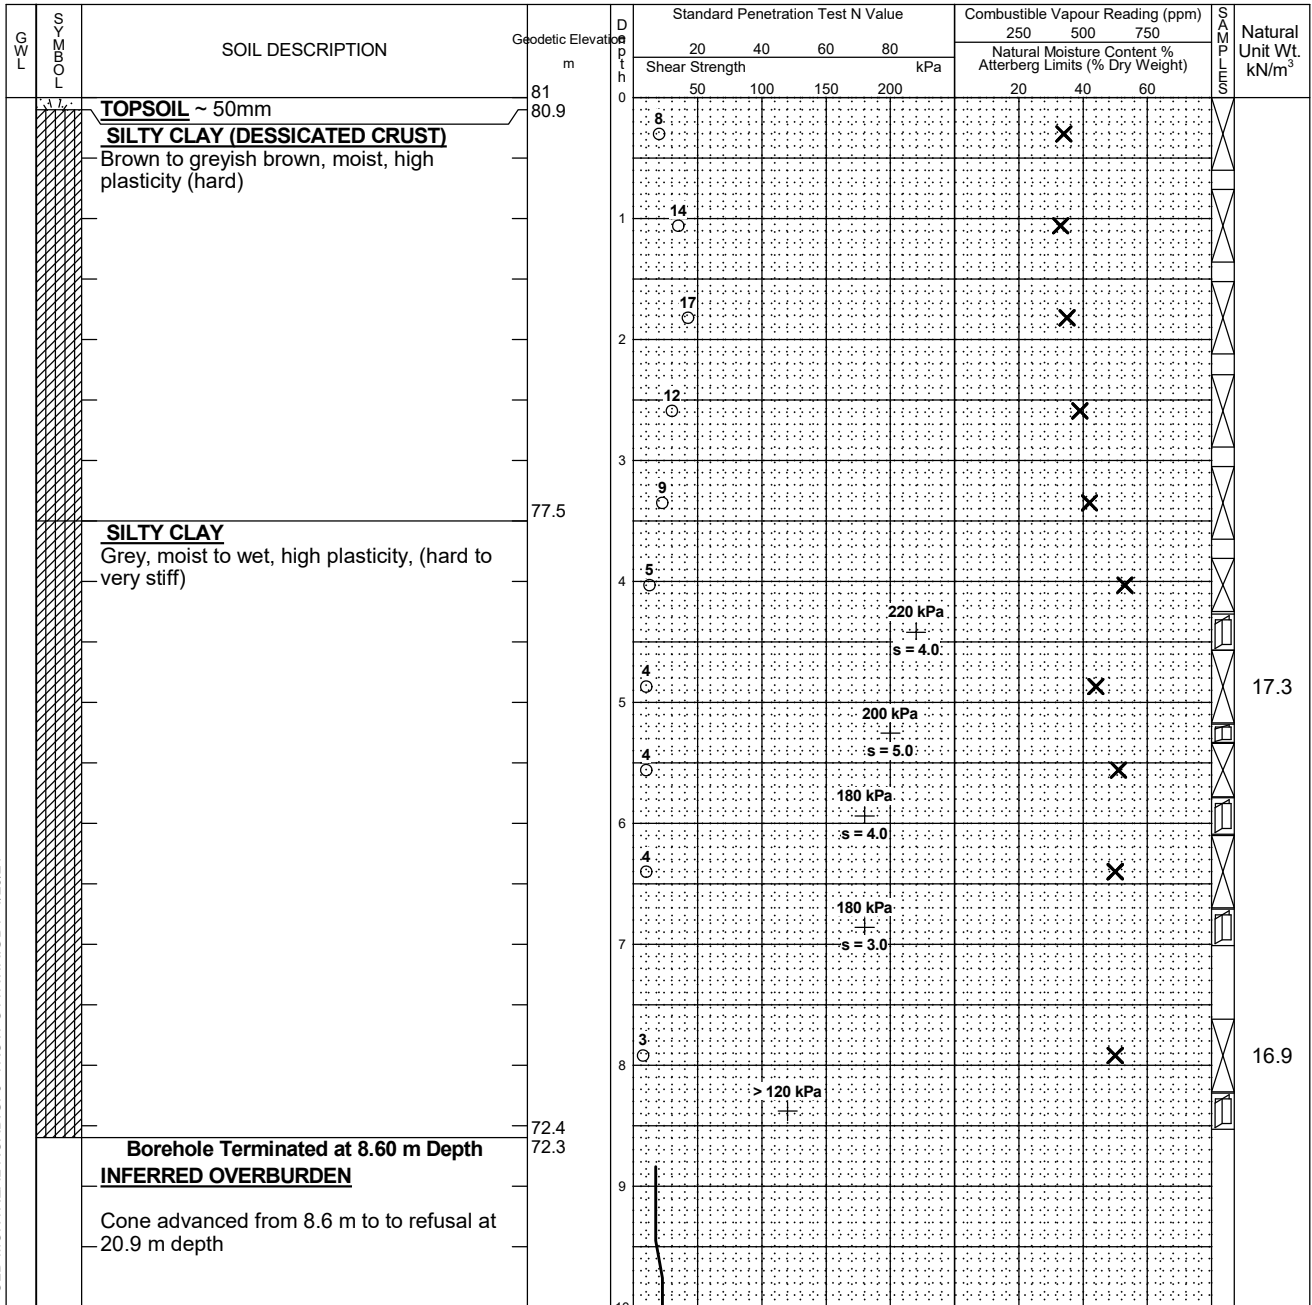 GWL
SYMBOL
SOIL DESCRIPTION
Geodetic Elevation
m
Depth
Standard Penetration Test N Value
20 40 60 80
Shear Strength kPa
50 100 150 200
Combustible Vapour Reading (ppm)
250 500 750
Natural Moisture Content %
Atterberg Limits (% Dry Weight)
20 40 60
SAMPLES
Natural
Unit Wt.
kN/m³
81
0
TOPSOIL ~ 50mm
80.9
SILTY CLAY (DESSICATED CRUST)
Brown to greyish brown, moist, high
plasticity (hard)
8
14
1
17
2
12
3
9
77.5
SILTY CLAY
Grey, moist to wet, high plasticity, (hard to
very stiff)
5
4
220 kPa
s = 4.0
4
17.3
5
200 kPa
s = 5.0
4
180 kPa
6
s = 4.0
4
180 kPa
7
s = 3.0
3
16.9
8
> 120 kPa
72.4
Borehole Terminated at 8.60 m Depth
72.3
INFERRED OVERBURDEN
9
Cone advanced from 8.6 m to to refusal at
20.9 m depth